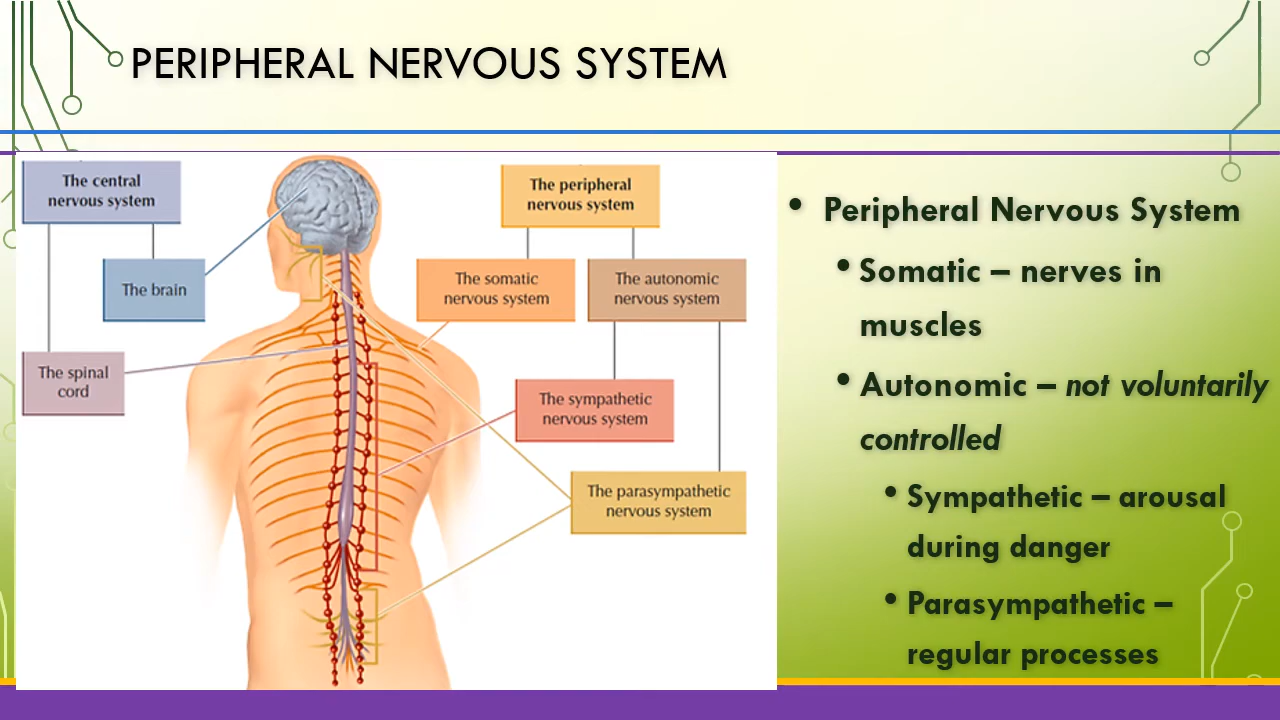 PERIPHERAL NERVOUS SYSTEM
The central
nervous system
The brain
The spinal
cord
The peripheral
nervous system
The somatic
nervous system
The autonomic
nervous system
The sympathetic
nervous system
The parasympathetic
nervous system
• Peripheral Nervous System
• Somatic – nerves in
muscles
• Autonomic – not voluntarily
controlled
• Sympathetic – arousal
during danger
• Parasympathetic –
regular processes